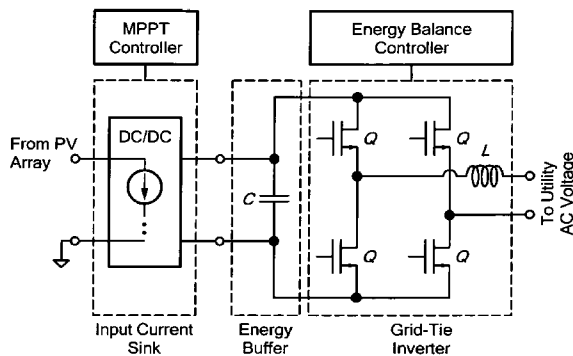 MPPT
Controller
Energy Balance
Controller
From PV
Array
DC/DC
C
Q
Q
L
Q
Q
To Utility
AC Voltage
Input Current
Sink
Energy
Buffer
Grid-Tie
Inverter